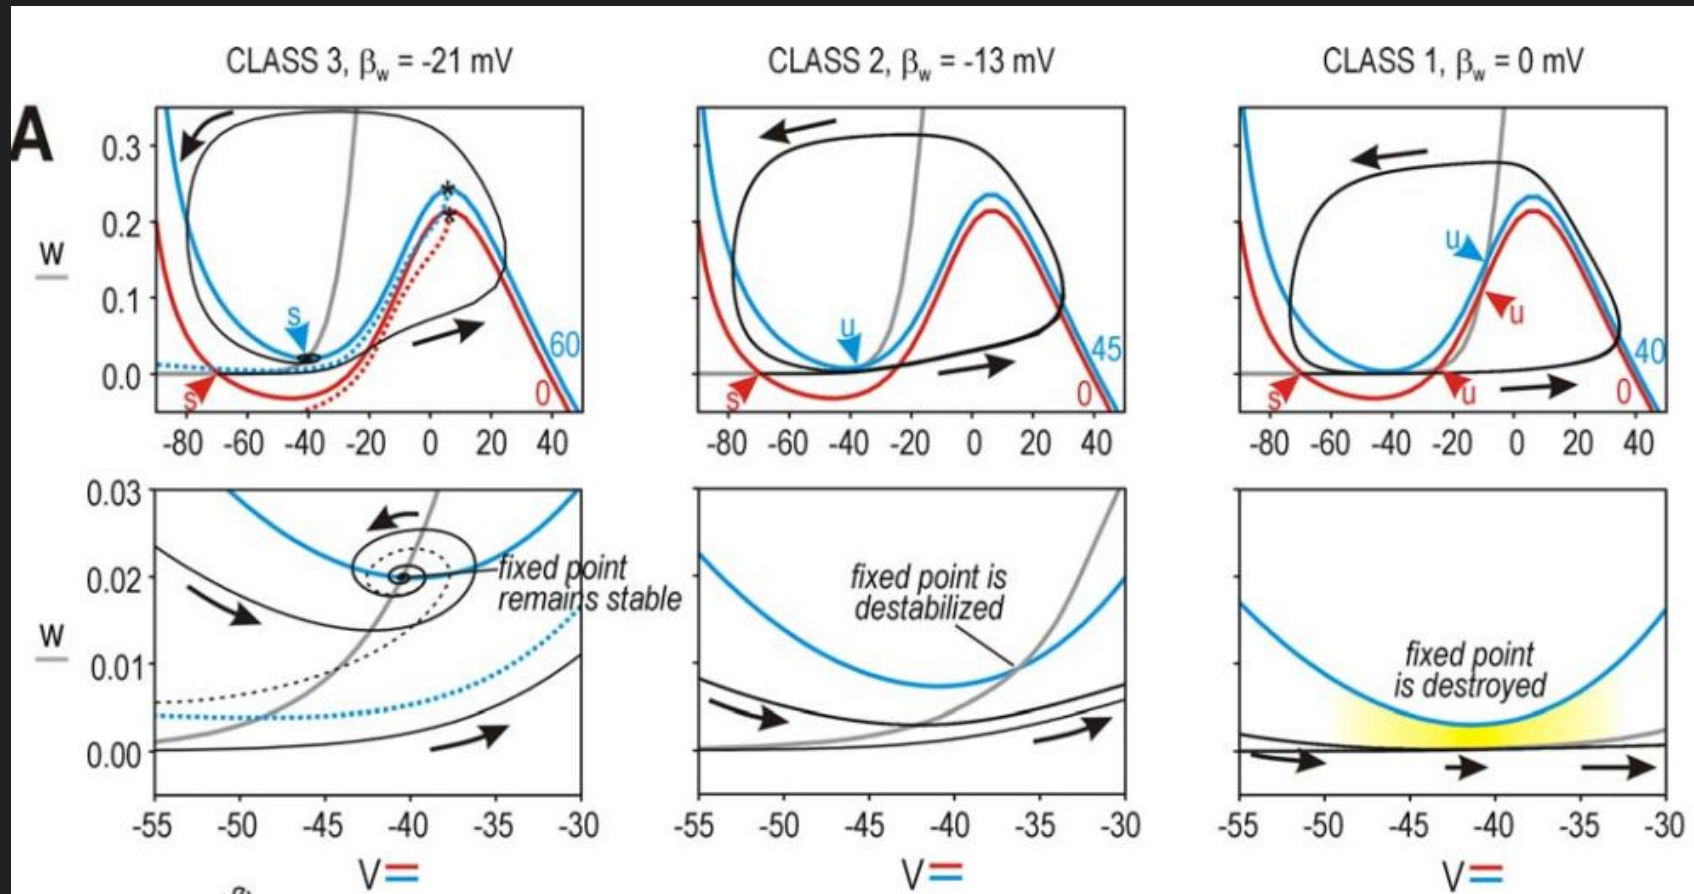 CLASS 3, βw = -21 mV
CLASS 2, βw = -13 mV
CLASS 1, βw = 0 mV
A
w
0.3
0.2
0.1
0.0
*
*
s
s
60
0
-80 -60 -40 -20 0 20 40
u
s
45
0
-80 -60 -40 -20 0 20 40
u
u
s
u
40
0
-80 -60 -40 -20 0 20 40
w
0.03
0.02
0.01
0.00
fixed point
remains stable
-55 -50 -45 -40 -35 -30
V
fixed point is
destabilized
-55 -50 -45 -40 -35 -30
V
fixed point
is destroyed
-55 -50 -45 -40 -35 -30
V